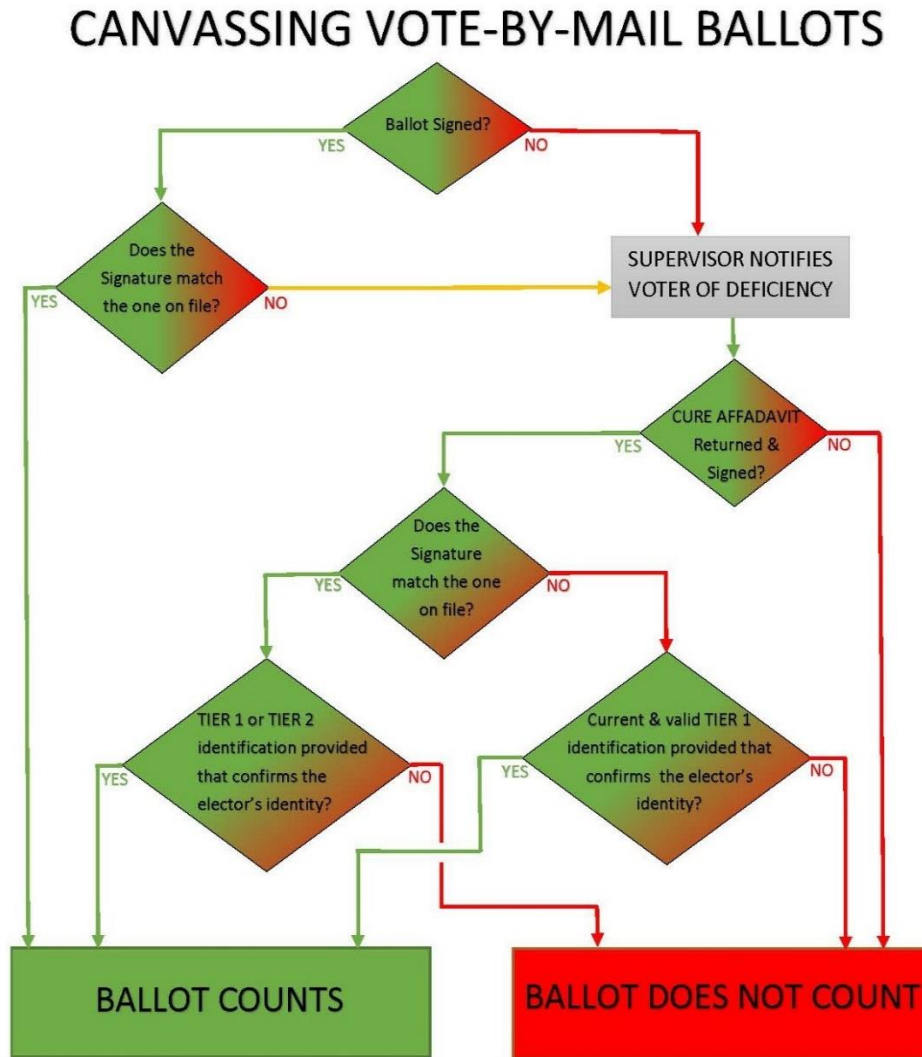 CANVASSING VOTE-BY-MAIL BALLOTS
Ballot Signed?
YES
NO
Does the
Signature match
the one on file?
YES
NO
SUPERVISOR NOTIFIES
VOTER OF DEFICIENCY
CURE AFFADAVIT
Returned &
Signed?
YES
NO
Does the
Signature
match the one
on file?
YES
NO
TIER 1 or TIER 2
identification provided
that confirms the
elector's identity?
YES
NO
Current & valid TIER 1
identification provided that
confirms the elector's
identity?
YES
NO
BALLOT COUNTS
BALLOT DOES NOT COUNT